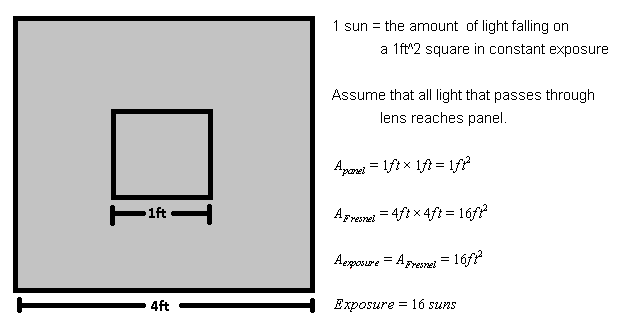 1 sun = the amount of light falling on
a 1ft^2 square in constant exposure
Assume that all light that passes through
lens reaches panel.
A_panel = 1ft × 1ft = 1ft²
A_Fresnel = 4ft × 4ft = 16ft²
A_exposure = A_Fresnel = 16ft²
Exposure = 16 suns
1ft
4ft